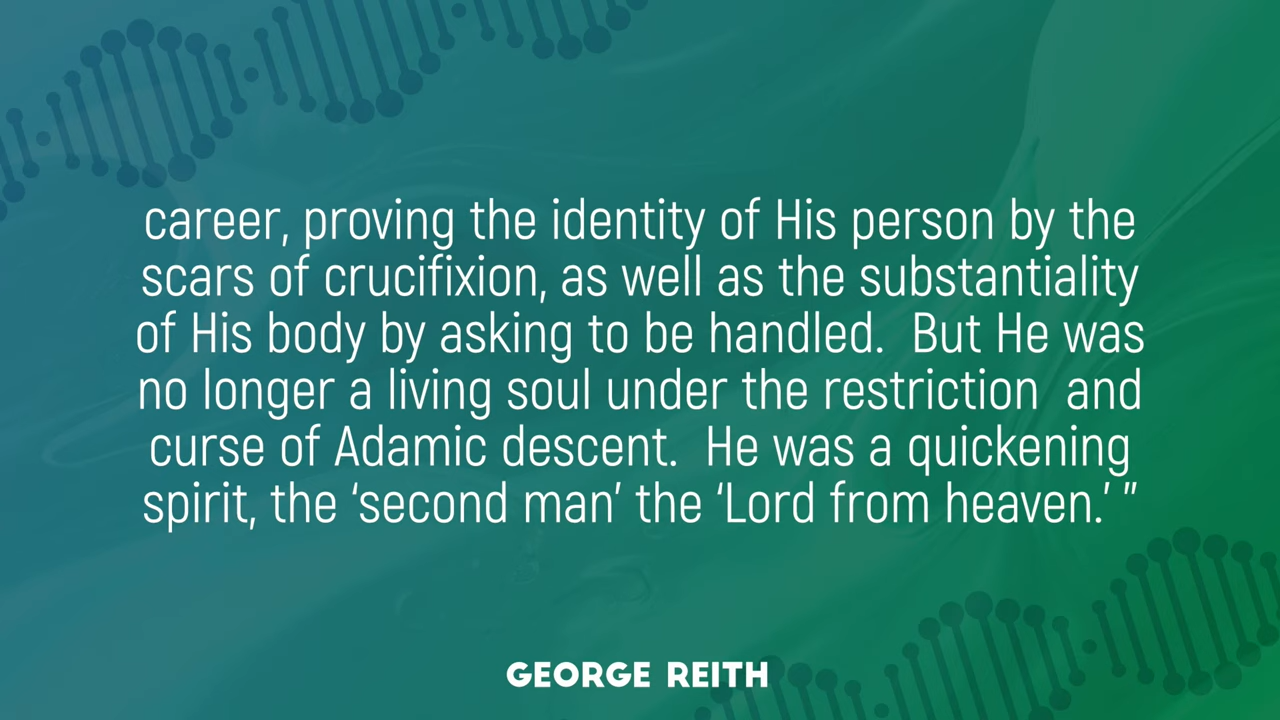 career, proving the identity of His person by the
scars of crucifixion, as well as the substantiality
of His body by asking to be handled.  But He was
no longer a living soul under the restriction  and
curse of Adamic descent.  He was a quickening
spirit, the ‘second man’ the ‘Lord from heaven.’ ”
GEORGE REITH